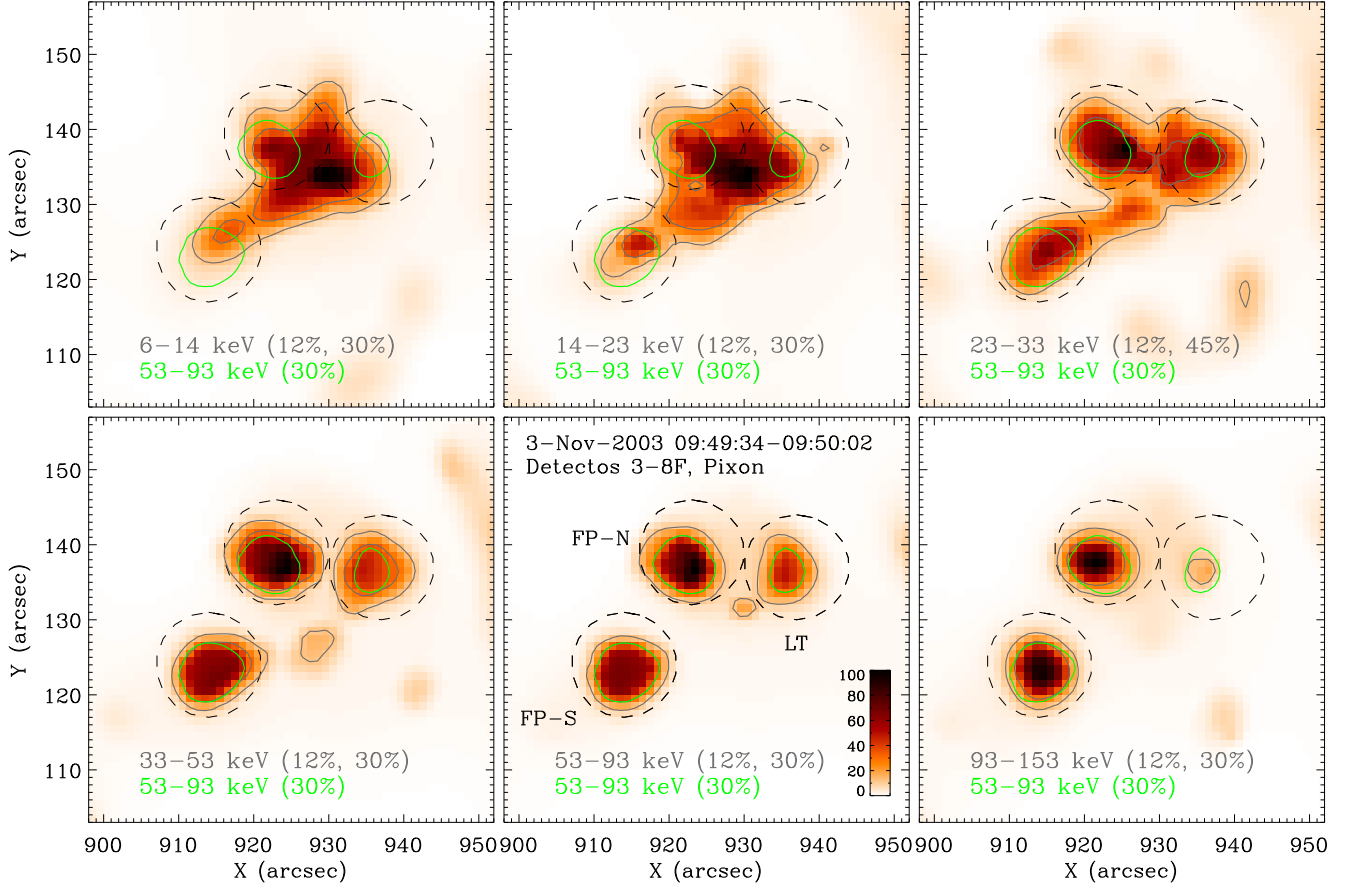 150
140
130
120
110
Y (arcsec)
6-14 keV (12%, 30%)
53-93 keV (30%)
14-23 keV (12%, 30%)
53-93 keV (30%)
23-33 keV (12%, 45%)
53-93 keV (30%)
150
140
130
120
110
Y (arcsec)
33-53 keV (12%, 30%)
53-93 keV (30%)
3-Nov-2003 09:49:34-09:50:02
Detectos 3-8F, Pixon
FP-N
LT
FP-S
100
80
60
40
20
0
53-93 keV (12%, 30%)
53-93 keV (30%)
93-153 keV (12%, 30%)
53-93 keV (30%)
900 910 920 930 940 950
900 910 920 930 940 950
900 910 920 930 940 950
X (arcsec)
X (arcsec)
X (arcsec)